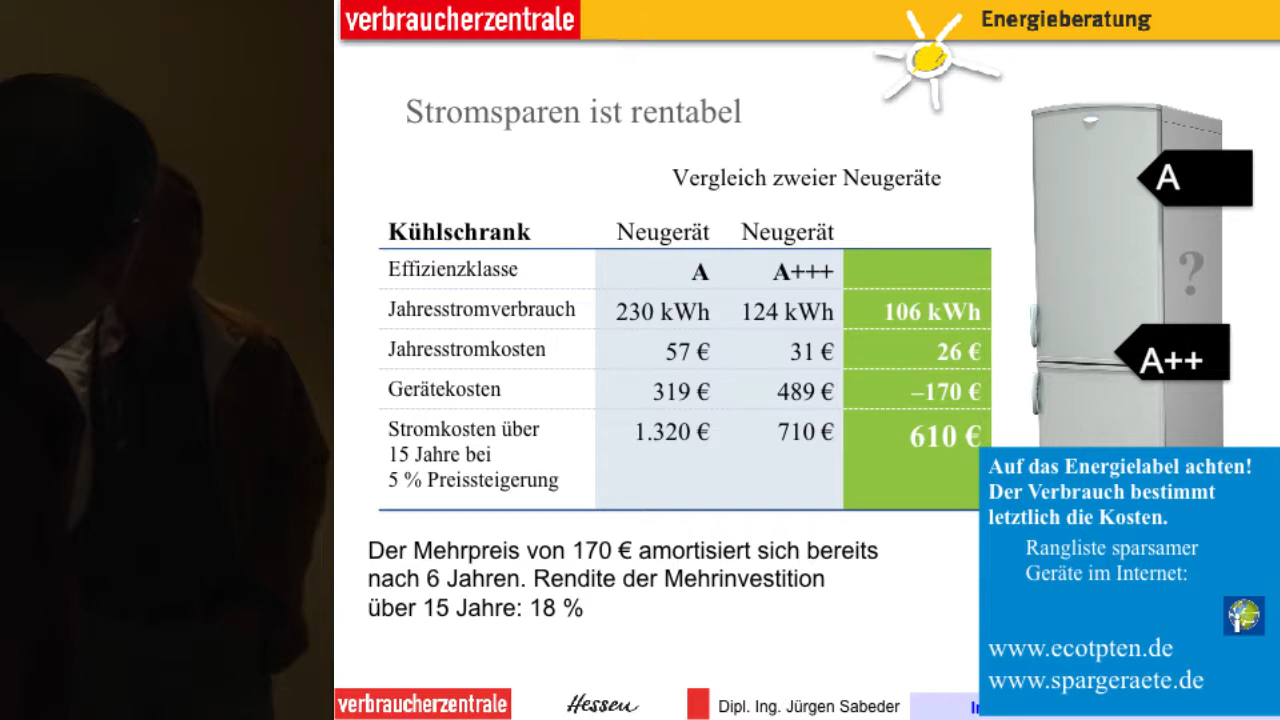 verbraucherzentrale
Energieberatung
Stromsparen ist rentabel
Vergleich zweier Neugeräte
Kühlschrank Neugerät Neugerät
Effizienzklasse A A+++
Jahresstromverbrauch 230 kWh 124 kWh 106 kWh
Jahresstromkosten 57 € 31 € 26 €
Gerätekosten 319 € 489 € –170 €
Stromkosten über 1.320 € 710 € 610 €
15 Jahre bei
5 % Preissteigerung
A
?
A++
Der Mehrpreis von 170 € amortisiert sich bereits
nach 6 Jahren. Rendite der Mehrinvestition
über 15 Jahre: 18 %
Auf das Energielabel achten!
Der Verbrauch bestimmt
letztlich die Kosten.
Rangliste sparsamer
Geräte im Internet:
www.ecotpten.de
www.spargeraete.de
verbraucherzentrale
Hessen
Dipl. Ing. Jürgen Sabeder